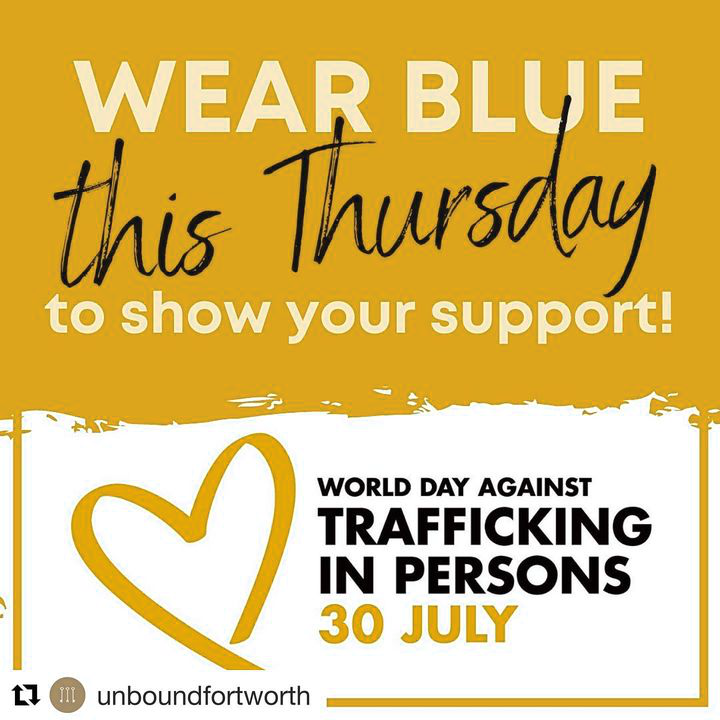 WEAR BLUE
this Thursday
to show your support!
WORLD DAY AGAINST
TRAFFICKING
IN PERSONS
30 JULY
unboundfortworth